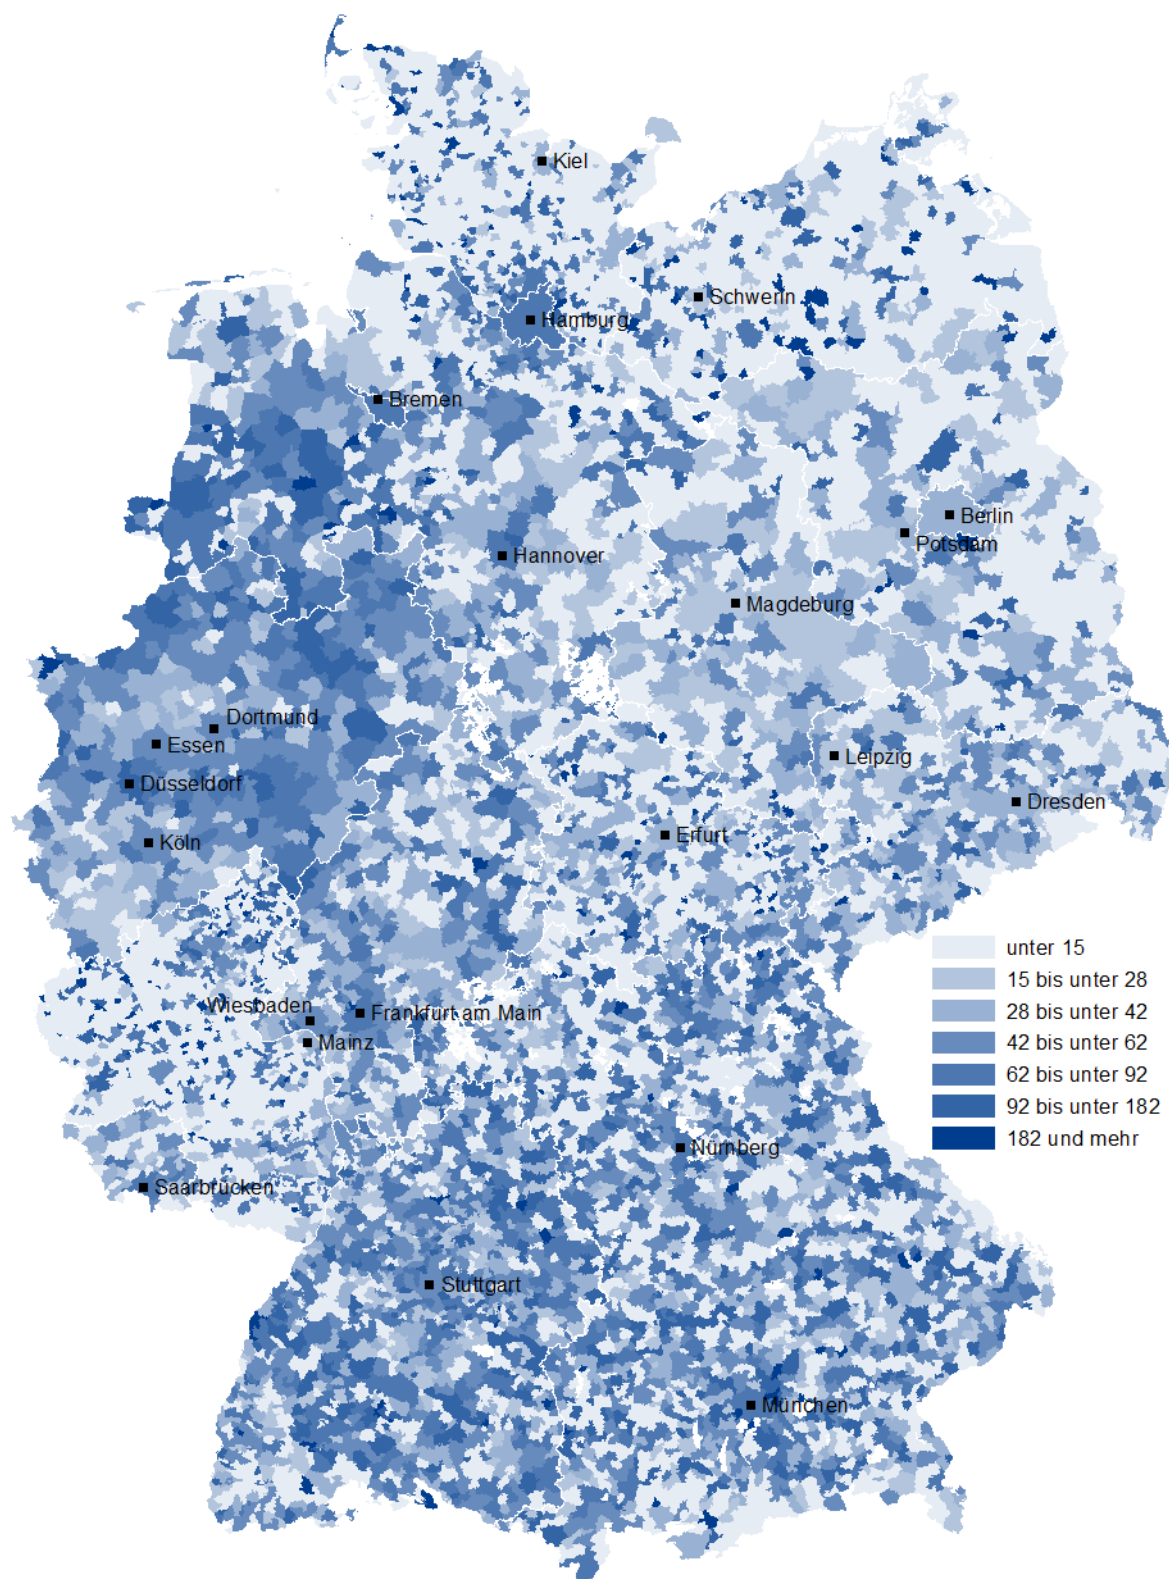 Kiel
Schwerin
Hamburg
Bremen
Berlin
Potsdam
Hannover
Magdeburg
Dortmund
Essen
Leipzig
Düsseldorf
Dresden
Köln
Erfurt
unter 15
15 bis unter 28
28 bis unter 42
42 bis unter 62
62 bis unter 92
92 bis unter 182
182 und mehr
Wiesbaden
Frankfurt am Main
Mainz
Nürnberg
Saarbrücken
Stuttgart
München